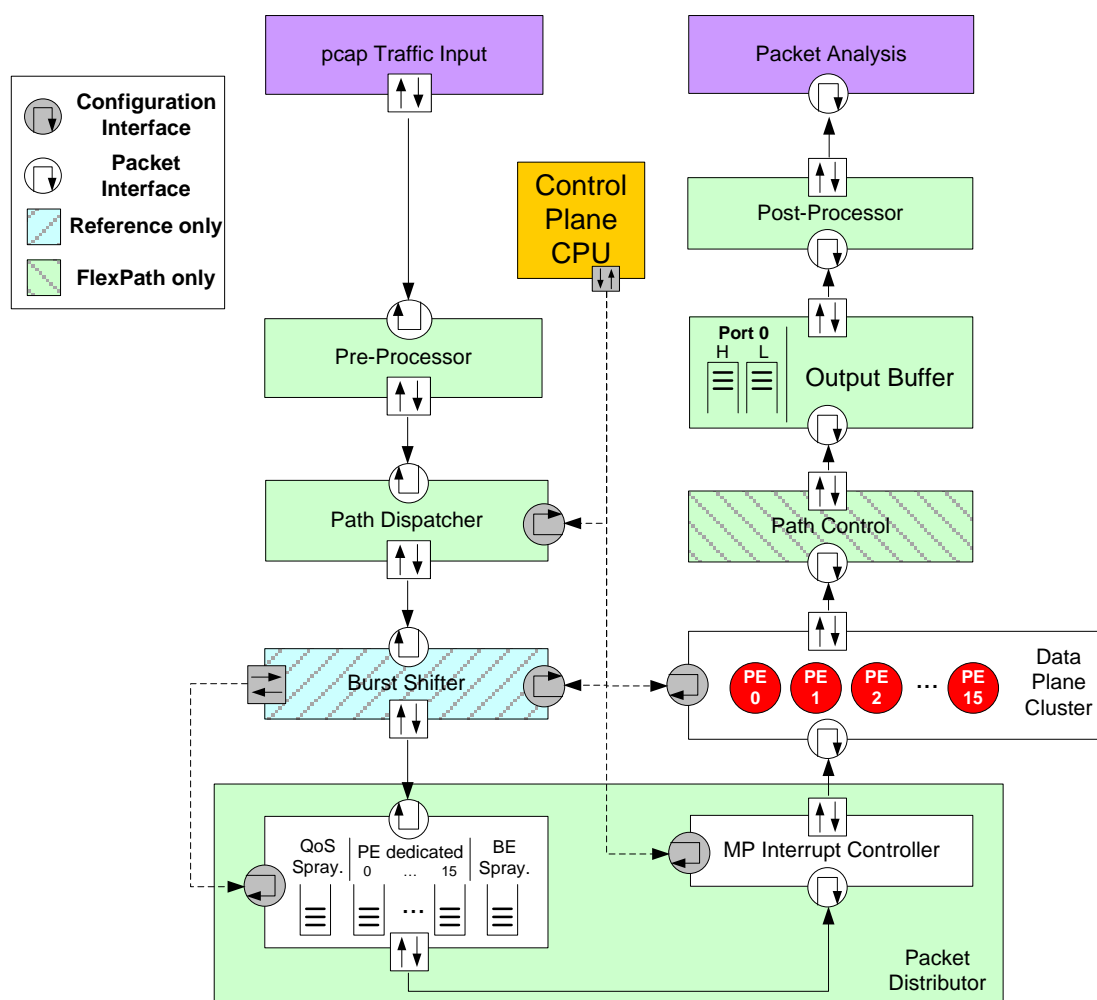 pcap Traffic Input
Packet Analysis
Configuration
Interface
Packet
Interface
Reference only
FlexPath only
Control
Plane
CPU
Post-Processor
Port 0
H L
Output Buffer
Pre-Processor
Path Dispatcher
Path Control
Burst Shifter
PE
0
PE
1
PE
2
...
PE
15
Data
Plane
Cluster
QoS
Spray.
PE dedicated
0 ... 15
BE
Spray.
...
MP Interrupt Controller
Packet
Distributor